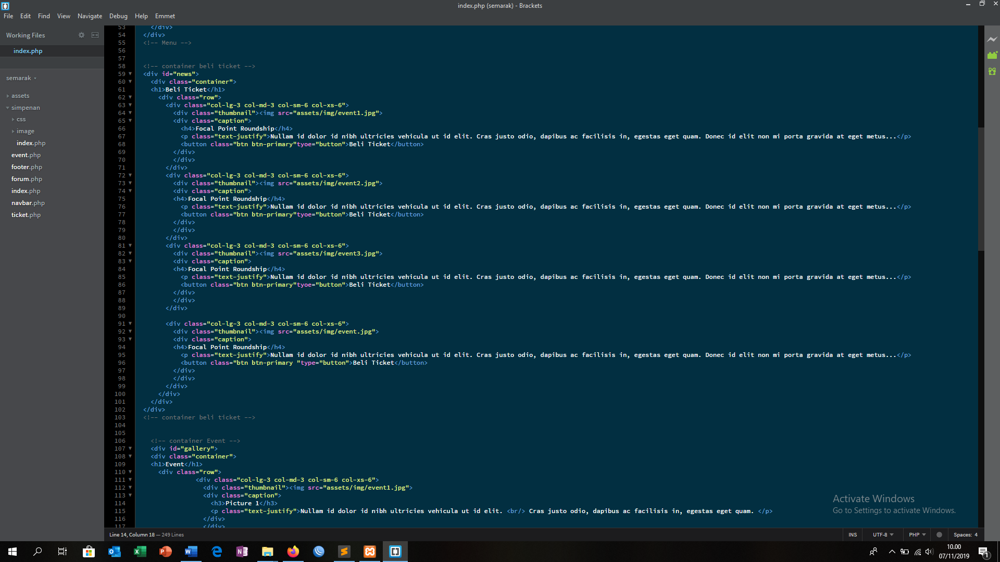 index.php (semarak) - Brackets
File Edit Find View Navigate Debug Help Emmet
Working Files
index.php
semarak
assets
simpenan
css
image
index.php
event.php
footer.php
forum.php
index.php
navbar.php
ticket.php
53 </div>
54 </div>
55 <!-- Menu -->
56
57
58 <!-- container beli ticket -->
59 <div id="news">
60 <div class="container">
61 <h1>Beli Ticket</h1>
62 <div class="row">
63 <div class="col-lg-3 col-md-3 col-sm-6 col-xs-6">
64 <div class="thumbnail"><img src="assets/img/event1.jpg">
65 <div class="caption">
66 <h4>Focal Point Roundship</h4>
67 <p class="text-justify">Nullam id dolor id nibh ultricies vehicula ut id elit. Cras justo odio, dapibus ac facilisis in, egestas eget quam. Donec id elit non mi porta gravida at eget metus...</p>
68 <button class="btn btn-primary"tyoe="button">Beli Ticket</button>
69 </div>
70 </div>
71 </div>
72 <div class="col-lg-3 col-md-3 col-sm-6 col-xs-6">
73 <div class="thumbnail"><img src="assets/img/event2.jpg">
74 <div class="caption">
75 <h4>Focal Point Roundship</h4>
76 <p class="text-justify">Nullam id dolor id nibh ultricies vehicula ut id elit. Cras justo odio, dapibus ac facilisis in, egestas eget quam. Donec id elit non mi porta gravida at eget metus...</p>
77 <button class="btn btn-primary"tyoe="button">Beli Ticket</button>
78 </div>
79 </div>
80 </div>
81 <div class="col-lg-3 col-md-3 col-sm-6 col-xs-6">
82 <div class="thumbnail"><img src="assets/img/event3.jpg">
83 <div class="caption">
84 <h4>Focal Point Roundship</h4>
85 <p class="text-justify">Nullam id dolor id nibh ultricies vehicula ut id elit. Cras justo odio, dapibus ac facilisis in, egestas eget quam. Donec id elit non mi porta gravida at eget metus...</p>
86 <button class="btn btn-primary"tyoe="button">Beli Ticket</button>
87 </div>
88 </div>
89 </div>
90
91 <div class="col-lg-3 col-md-3 col-sm-6 col-xs-6">
92 <div class="thumbnail"><img src="assets/img/event.jpg">
93 <div class="caption">
94 <h4>Focal Point Roundship</h4>
95 <p class="text-justify">Nullam id dolor id nibh ultricies vehicula ut id elit. Cras justo odio, dapibus ac facilisis in, egestas eget quam. Donec id elit non mi porta gravida at eget metus...</p>
96 <button class="btn btn-primary "type="button">Beli Ticket</button>
97 </div>
98 </div>
99 </div>
100 </div>
101 </div>
102 </div>
103 <!-- container beli ticket -->
104
105
106 <!-- container Event -->
107 <div id="gallery">
108 <div class="container">
109 <h1>Event</h1>
110 <div class="row">
111 <div class="col-lg-3 col-md-3 col-sm-6 col-xs-6">
112 <div class="thumbnail"><img src="assets/img/event1.jpg">
113 <div class="caption">
114 <h3>Picture 1</h3>
115 <p class="text-justify">Nullam id dolor id nibh ultricies vehicula ut id elit. <br/> Cras justo odio, dapibus ac facilisis in, egestas eget quam. </p>
116 </div>
117 </div>
Activate Windows
Go to Settings to activate Windows.
Line 14, Column 18 — 249 Lines
INS UTF-8 PHP Spaces: 4
10.00
07/11/2019
1